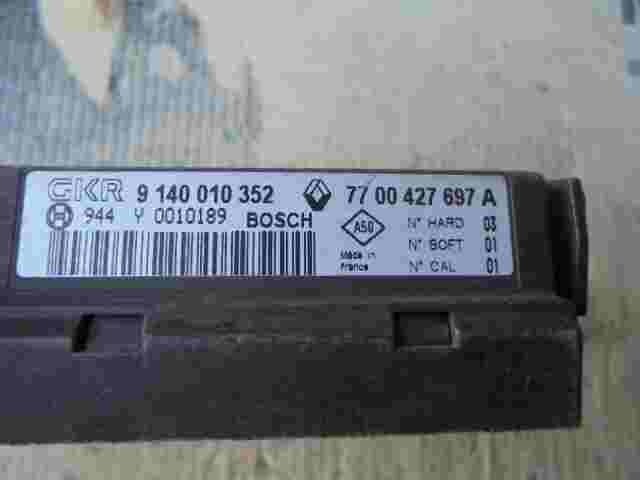 GKR 9 140 010 352 77 00 427 697 A
944 Y 0010189 BOSCH A50 N° HARD 03
Made in N° SOFT 01
France N° CAL 01